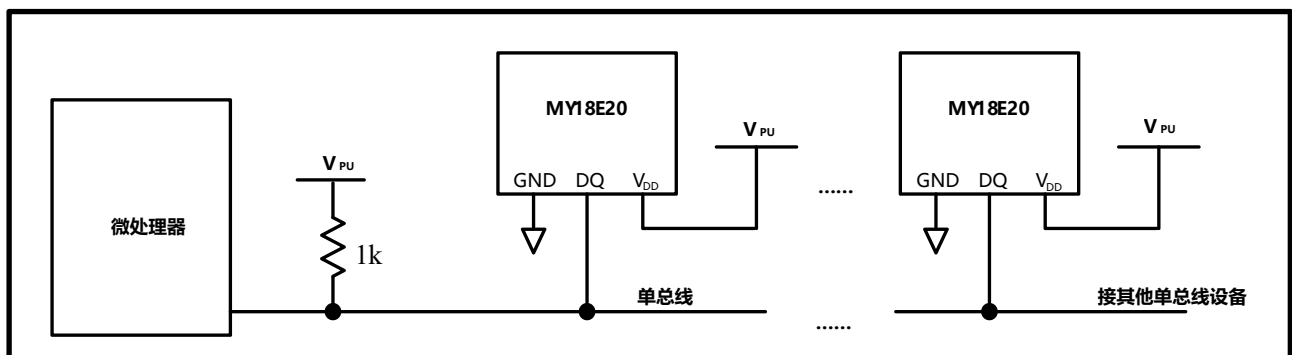 微处理器
V PU
1k
MY18E20
GND DQ VDD
V PU
......
MY18E20
GND DQ VDD
V PU
单总线
......
接其他单总线设备